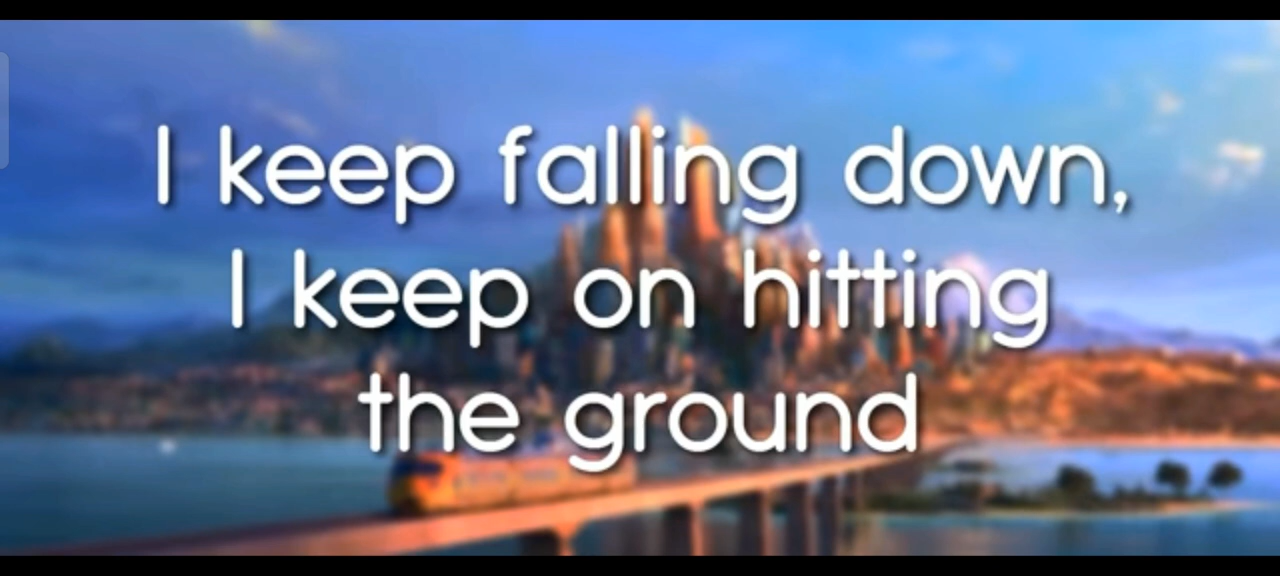 I keep falling down,
I keep on hitting
the ground